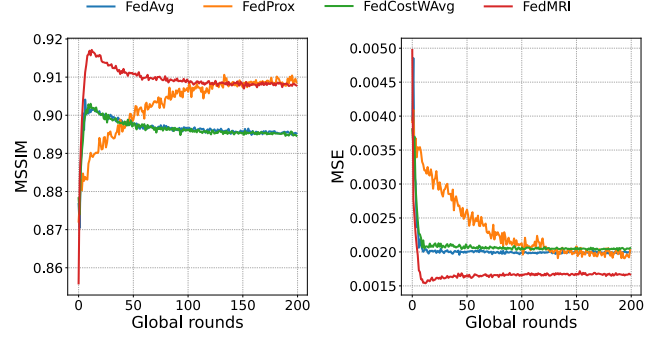 FedAvg FedProx FedCostWAvg FedMRI
MSSIM
0.92
0.91
0.90
0.89
0.88
0.87
0.86
0 50 100 150 200
Global rounds
MSE
0.0050
0.0045
0.0040
0.0035
0.0030
0.0025
0.0020
0.0015
0 50 100 150 200
Global rounds